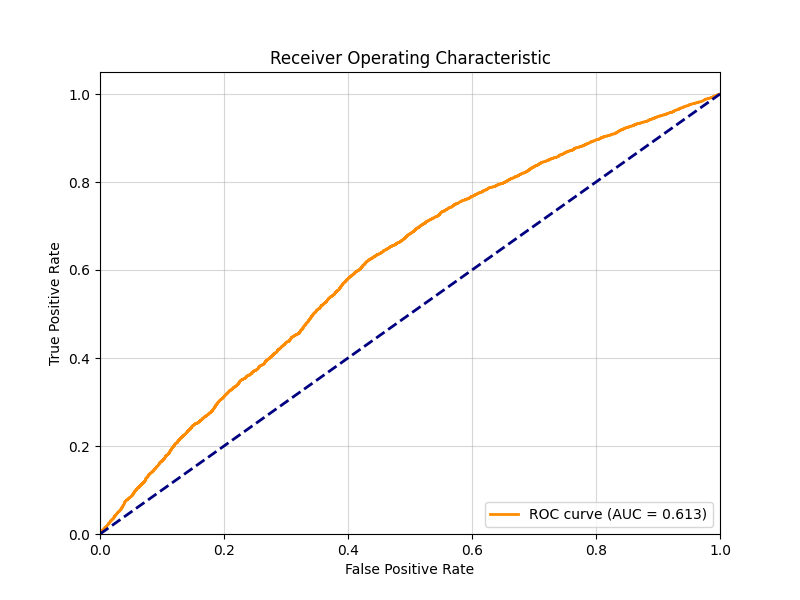 Receiver Operating Characteristic
True Positive Rate
1.0
0.8
0.6
0.4
0.2
0.0
ROC curve (AUC = 0.613)
0.0 0.2 0.4 0.6 0.8 1.0
False Positive Rate